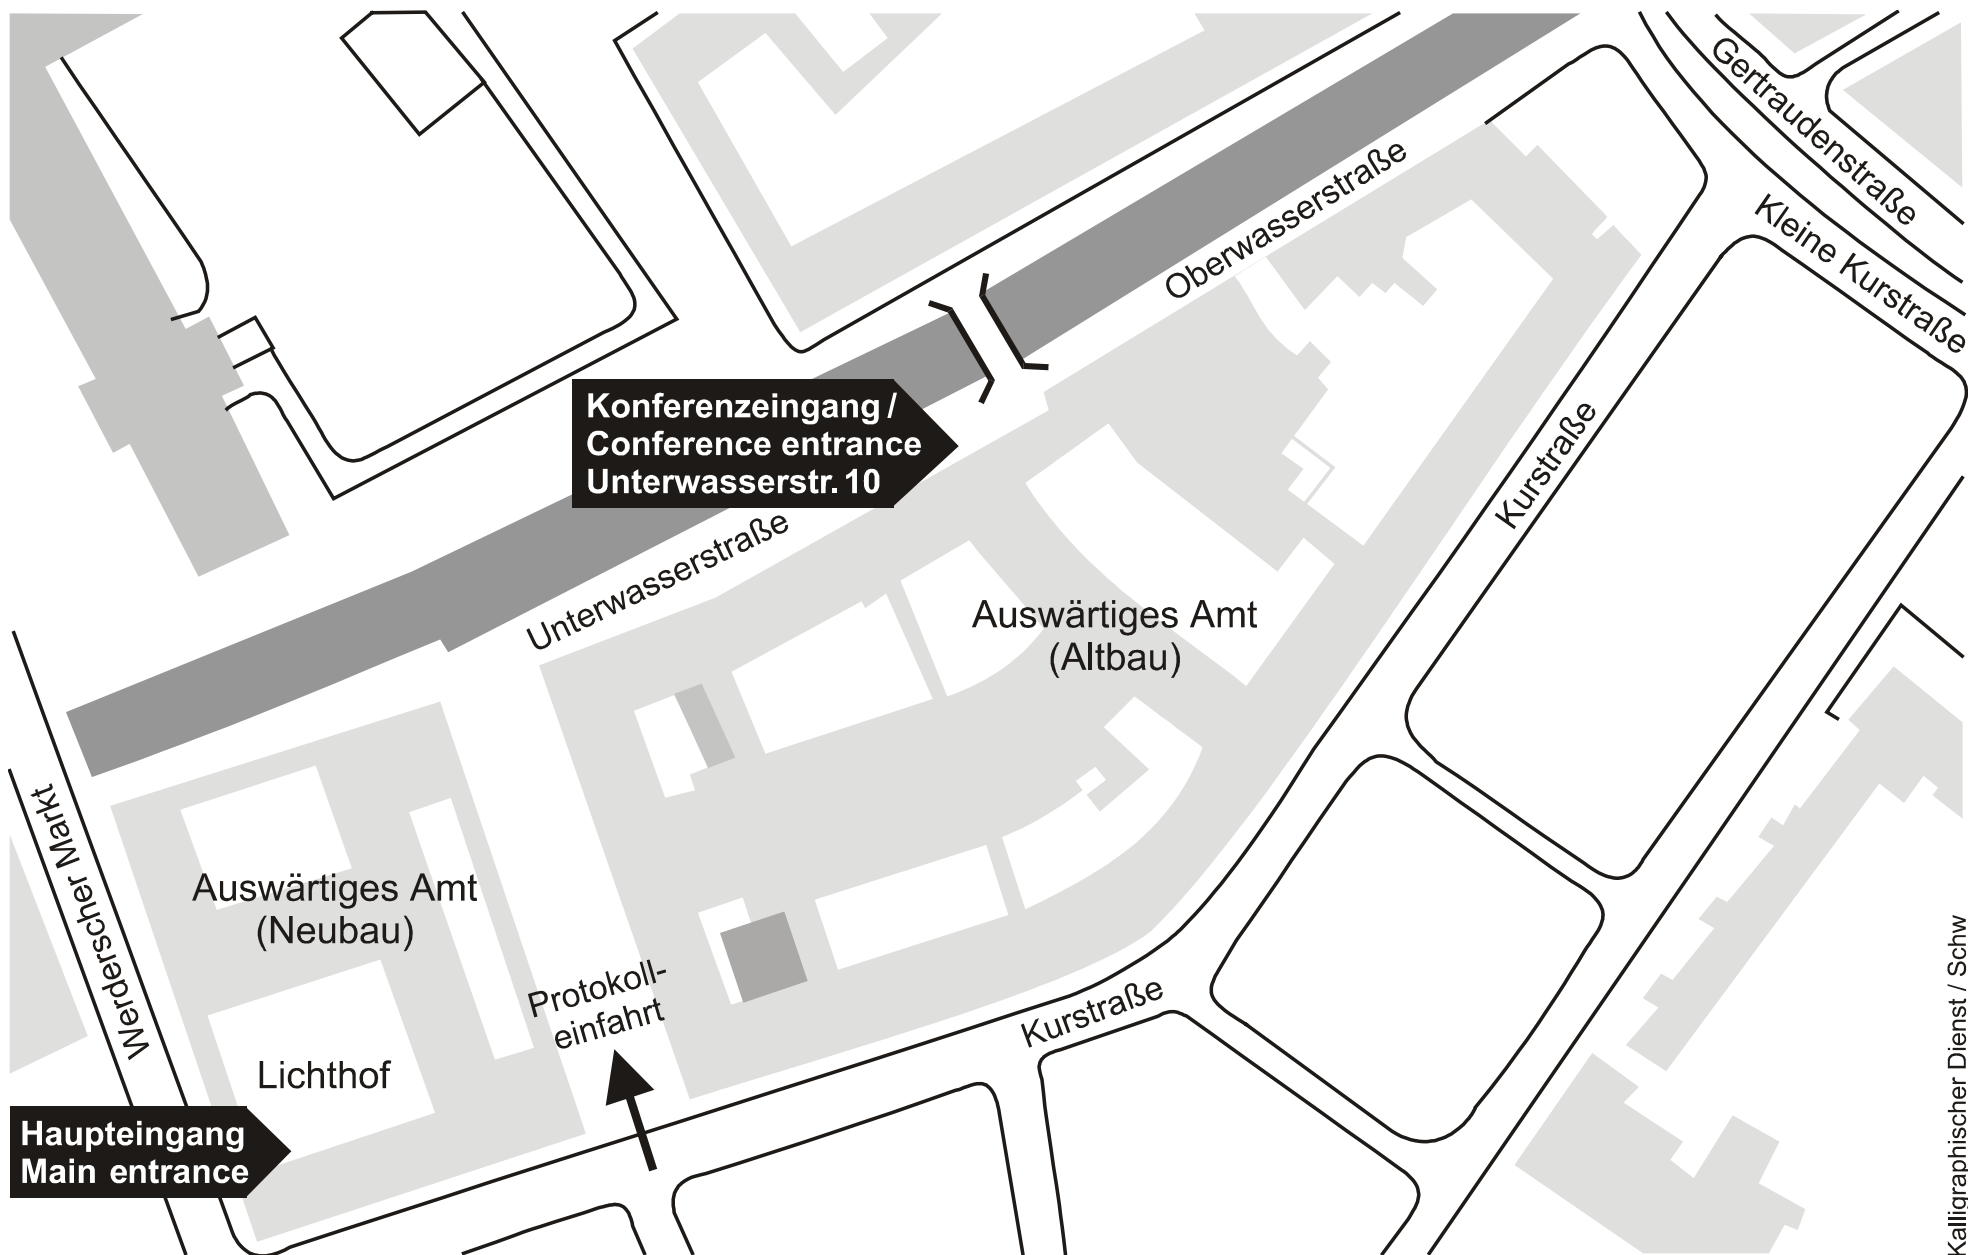 Gertraudenstraße
Kleine Kurstraße
Oberwasserstraße
Konferenzeingang /
Conference entrance
Unterwasserstr. 10
Kurstraße
Unterwasserstraße
Auswärtiges Amt
(Altbau)
Werderscher Markt
Auswärtiges Amt
(Neubau)
Protokoll-
einfahrt
Kurstraße
Lichthof
Haupteingang
Main entrance
Kalligraphischer Dienst / Schw